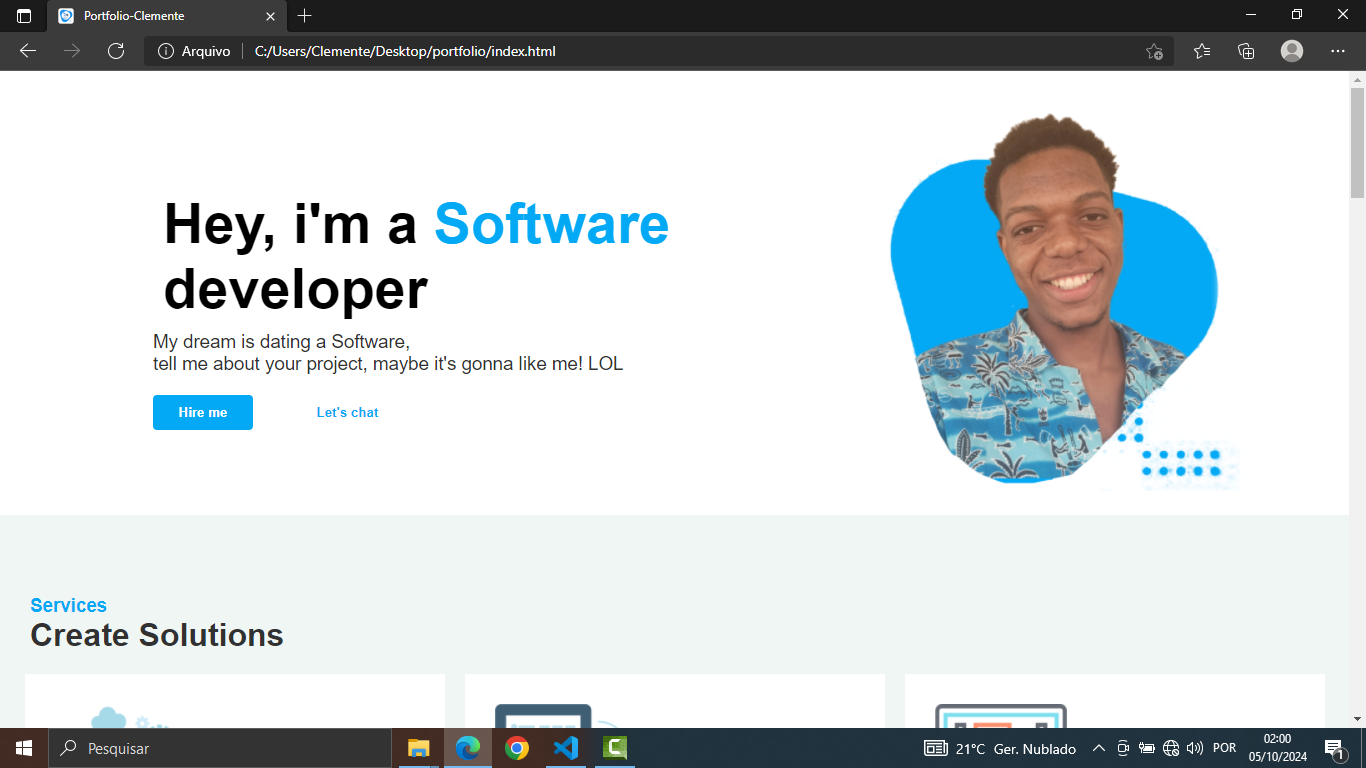 Portfolio-Clemente
Arquivo
C:/Users/Clemente/Desktop/portfolio/index.html
Hey, i'm a Software
developer
My dream is dating a Software,
tell me about your project, maybe it's gonna like me! LOL
Hire me
Let's chat
Services
Create Solutions
Pesquisar
21°C Ger. Nublado
POR
02:00
05/10/2024
1